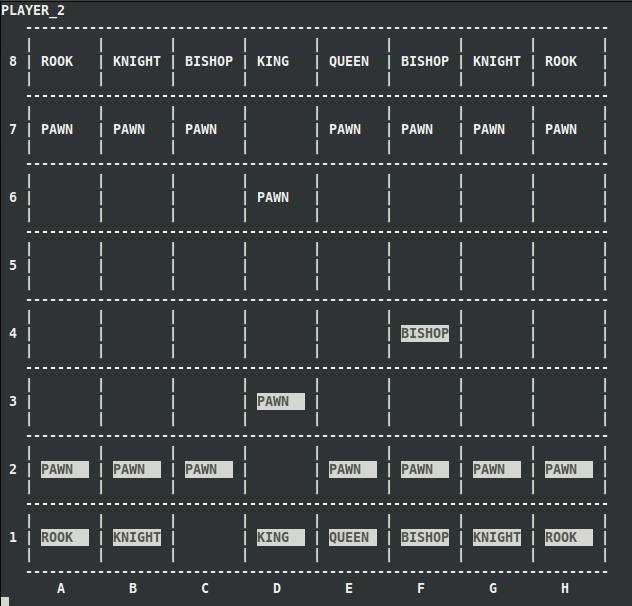 PLAYER_2
8 ROOK KNIGHT BISHOP KING QUEEN BISHOP KNIGHT ROOK
7 PAWN PAWN PAWN PAWN PAWN PAWN PAWN
6 PAWN
5
4 BISHOP
3 PAWN
2 PAWN PAWN PAWN PAWN PAWN PAWN PAWN
1 ROOK KNIGHT KING QUEEN BISHOP KNIGHT ROOK
A B C D E F G H